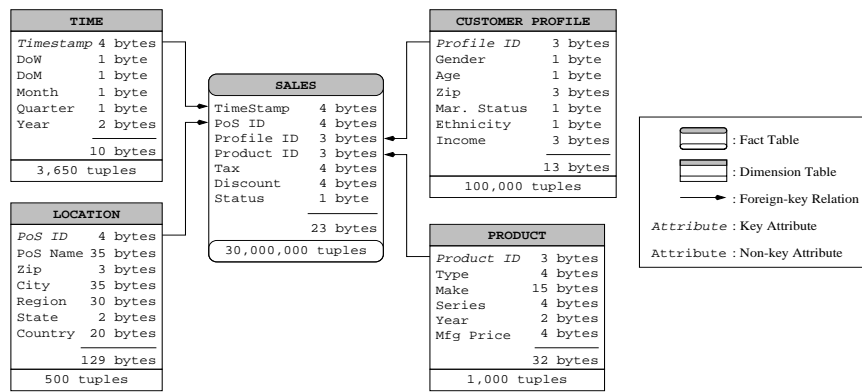 TIME
Timestamp 4 bytes
DoW 1 byte
DoM 1 byte
Month 1 byte
Quarter 1 byte
Year 2 bytes
10 bytes
3,650 tuples
LOCATION
PoS ID 4 bytes
PoS Name 35 bytes
Zip 3 bytes
City 35 bytes
Region 30 bytes
State 2 bytes
Country 20 bytes
129 bytes
500 tuples
SALES
TimeStamp 4 bytes
PoS ID 4 bytes
Profile ID 3 bytes
Product ID 3 bytes
Tax 4 bytes
Discount 4 bytes
Status 1 byte
23 bytes
30,000,000 tuples
CUSTOMER PROFILE
Profile ID 3 bytes
Gender 1 byte
Age 1 byte
Zip 3 bytes
Mar. Status 1 byte
Ethnicity 1 byte
Income 3 bytes
13 bytes
100,000 tuples
PRODUCT
Product ID 3 bytes
Type 4 bytes
Make 15 bytes
Series 4 bytes
Year 2 bytes
Mfg Price 4 bytes
32 bytes
1,000 tuples
: Fact Table
: Dimension Table
: Foreign-key Relation
Attribute : Key Attribute
Attribute : Non-key Attribute